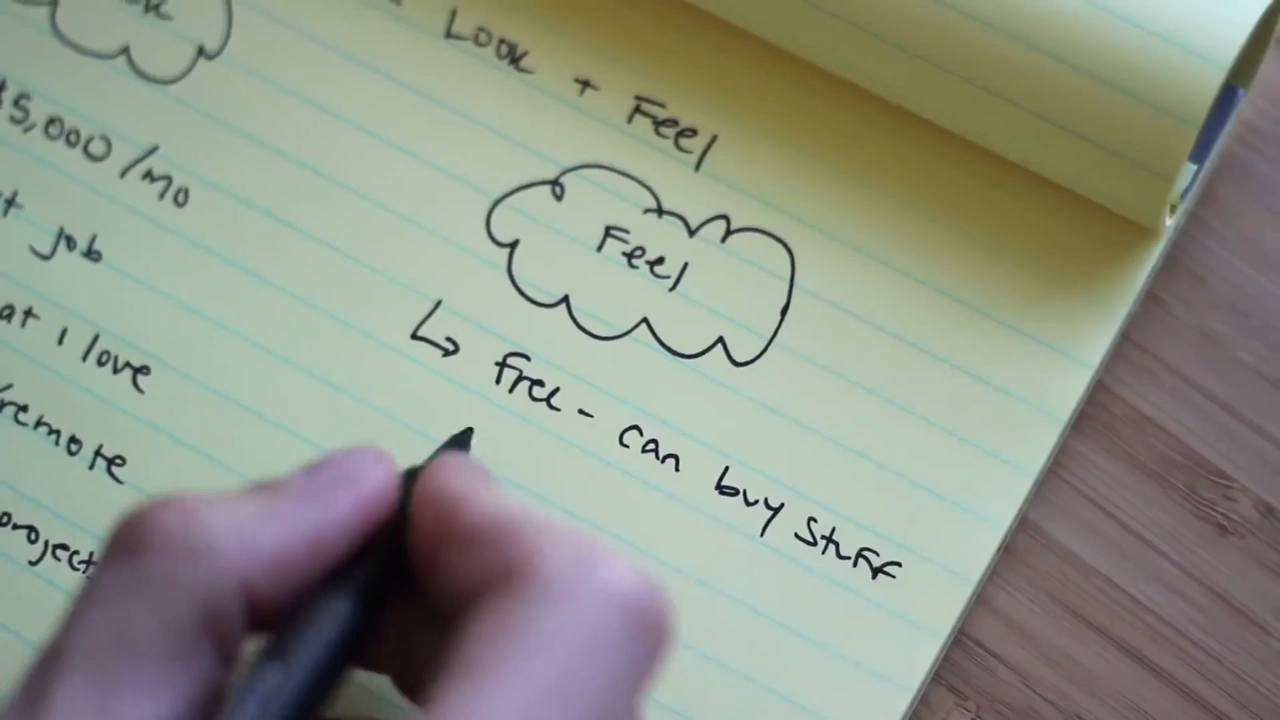 Look + Feel
5,000/mo
job
at i love
remote
project
Feel
↳ free - can buy stuff